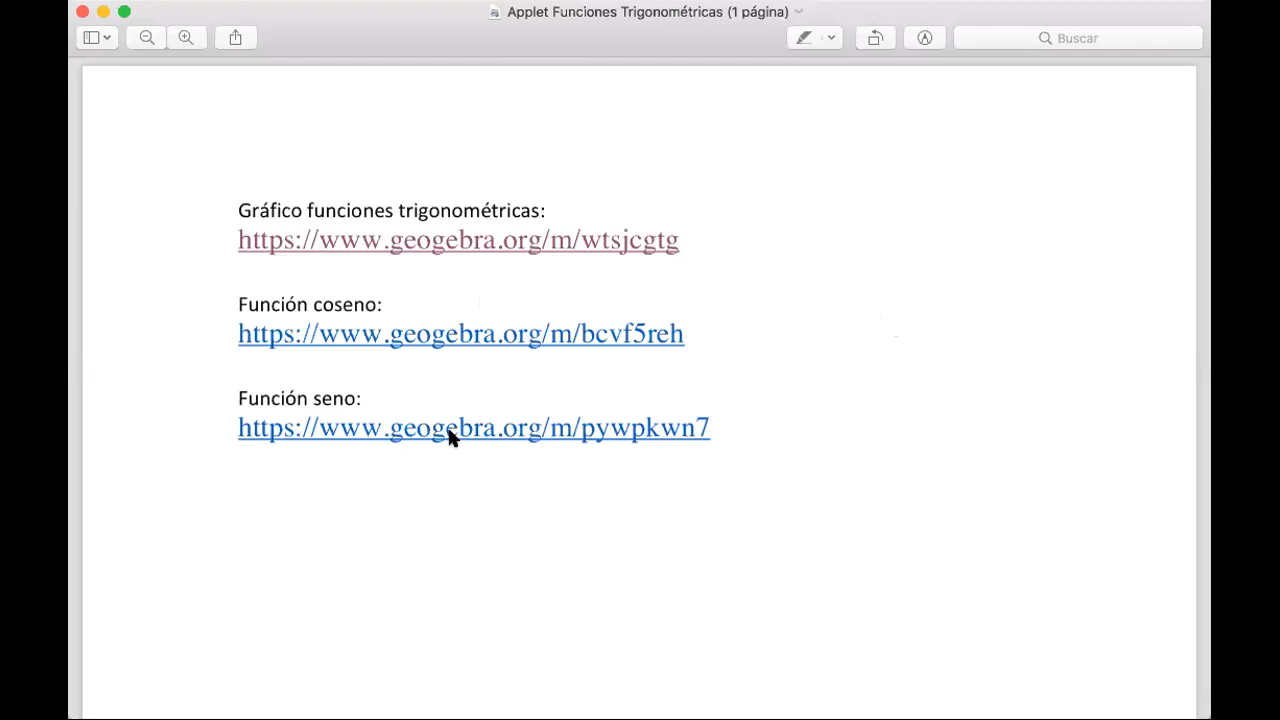 Applet Funciones Trigonométricas (1 página)
Buscar
Gráfico funciones trigonométricas:
https://www.geogebra.org/m/wtsjcgtg
Función coseno:
https://www.geogebra.org/m/bcvf5reh
Función seno:
https://www.geogebra.org/m/pywpkwn7